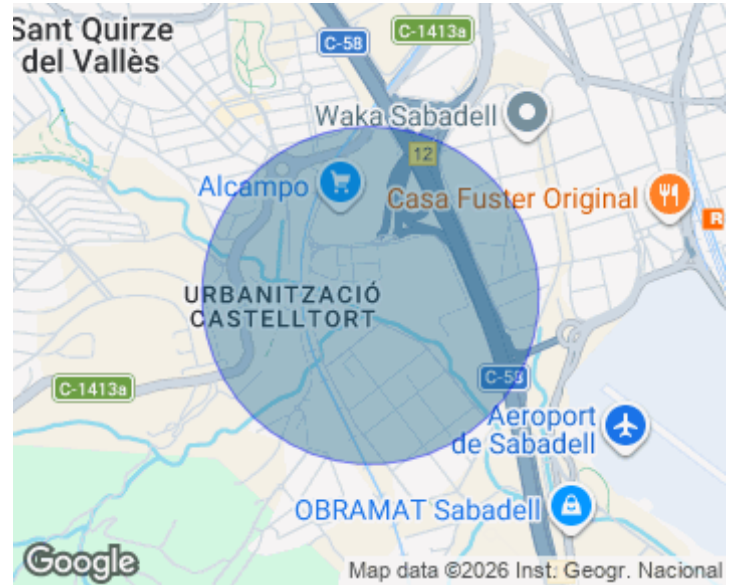 Sant Quirze
del Vallès
C-58
C-1413a
Waka Sabadell
12
Alcampo
Casa Fuster Original
R
URBANITZACIÓ
CASTELLTORT
C-1413a
C-58
Aeroport
de Sabadell
OBRAMAT Sabadell
Google
Map data ©2026 Inst. Geogr. Nacional